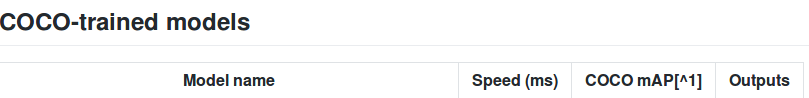 COCO-trained models
Model name Speed (ms) COCO mAP[^1] Outputs